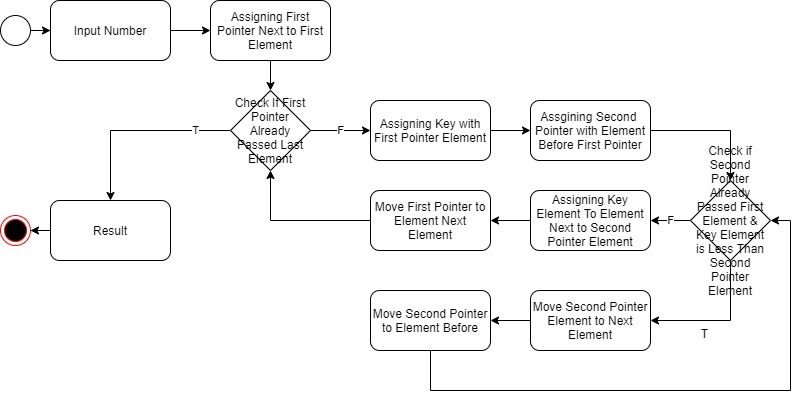 Input Number
Assigning First
Pointer Next to First
Element
Check If First
Pointer
Already
Passed Last
Element
T
F
Assigning Key with
First Pointer Element
Assgining Second
Pointer with Element
Before First Pointer
Check if
Second
Pointer
Already
Passed First
Element &
Key Element
is Less Than
Second
Pointer
Element
F
T
Assigning Key
Element To Element
Next to Second
Pointer Element
Move First Pointer to
Element Next
Element
Result
Move Second Pointer
Element to Next
Element
Move Second Pointer
to Element Before